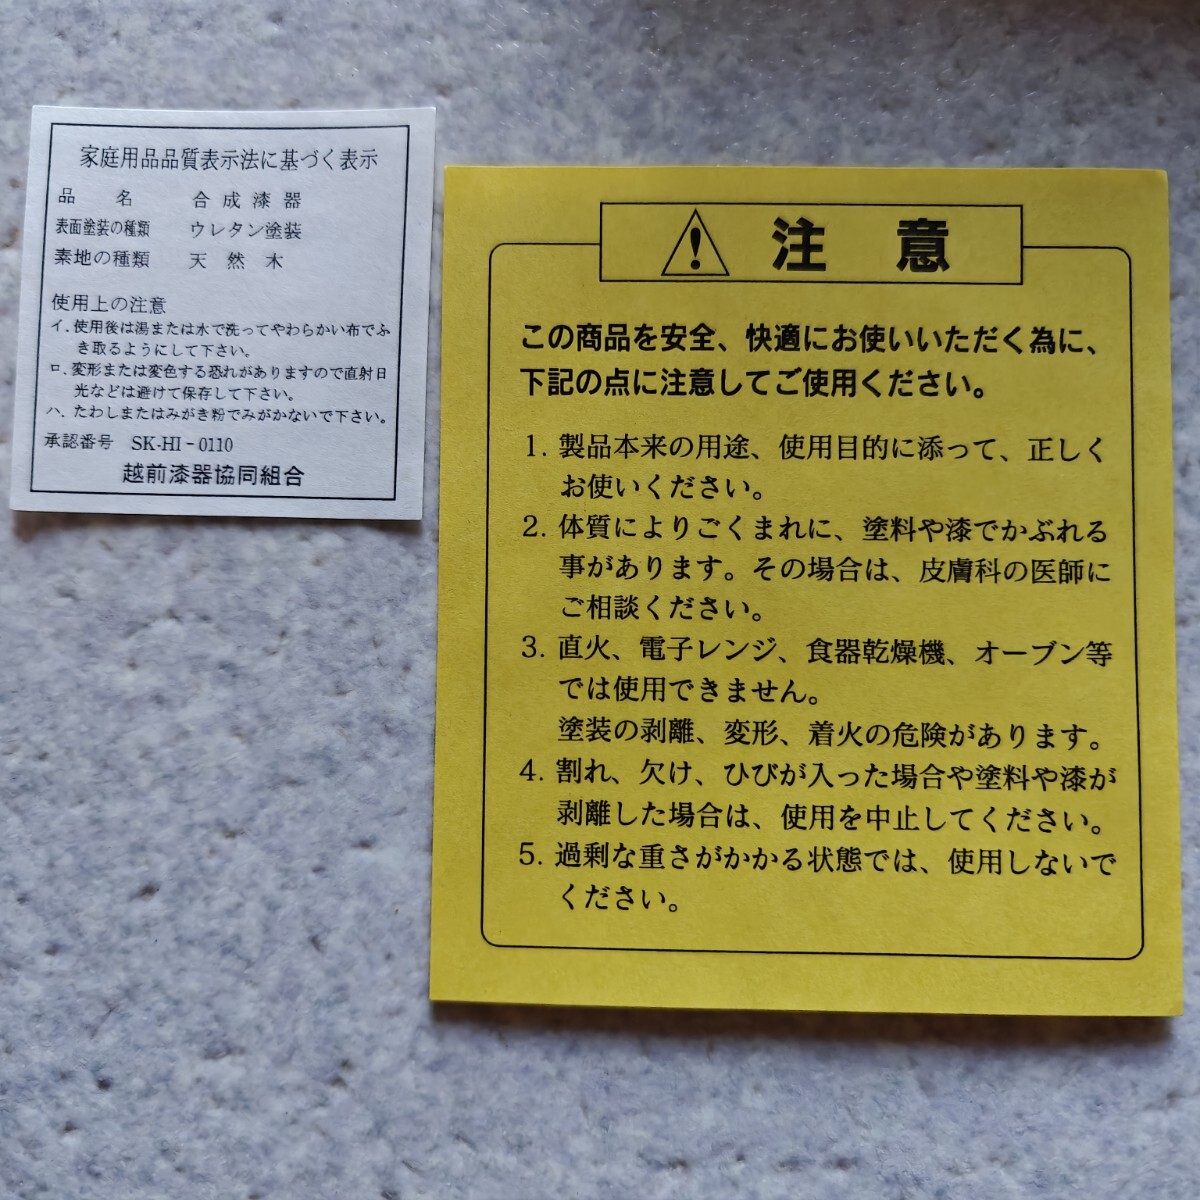 家庭用品品質表示法に基づく表示
品　名　合成漆器
表面塗装の種類　ウレタン塗装
素地の種類　天然木
使用上の注意
イ．使用後は湯または水で洗ってやわらかい布でふ
き取るようにして下さい。
ロ．変形または変色する恐れがありますので直射日
光などは避けて保存して下さい。
ハ．たわしまたはみがき粉でみがかないで下さい。
承認番号　SK-HI-0110
越前漆器協同組合
注　意
この商品を安全、快適にお使いいただく為に、
下記の点に注意してご使用ください。
1. 製品本来の用途、使用目的に添って、正しく
お使いください。
2. 体質によりごくまれに、塗料や漆でかぶれる
事があります。その場合は、皮膚科の医師に
ご相談ください。
3. 直火、電子レンジ、食器乾燥機、オーブン等
では使用できません。
塗装の剥離、変形、着火の危険があります。
4. 割れ、欠け、ひびが入った場合や塗料や漆が
剥離した場合は、使用を中止してください。
5. 過剰な重さがかかる状態では、使用しないで
ください。